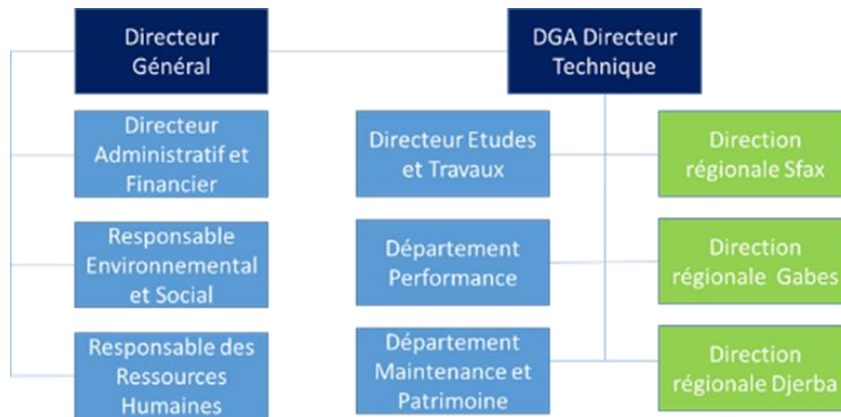 Directeur
Général
DGA Directeur
Technique
Directeur
Administratif et
Financier
Directeur Etudes
et Travaux
Direction
régionale Sfax
Responsable
Environnemental
et Social
Département
Performance
Direction
régionale Gabes
Responsable des
Ressources
Humaines
Département
Maintenance et
Patrimoine
Direction
régionale Djerba